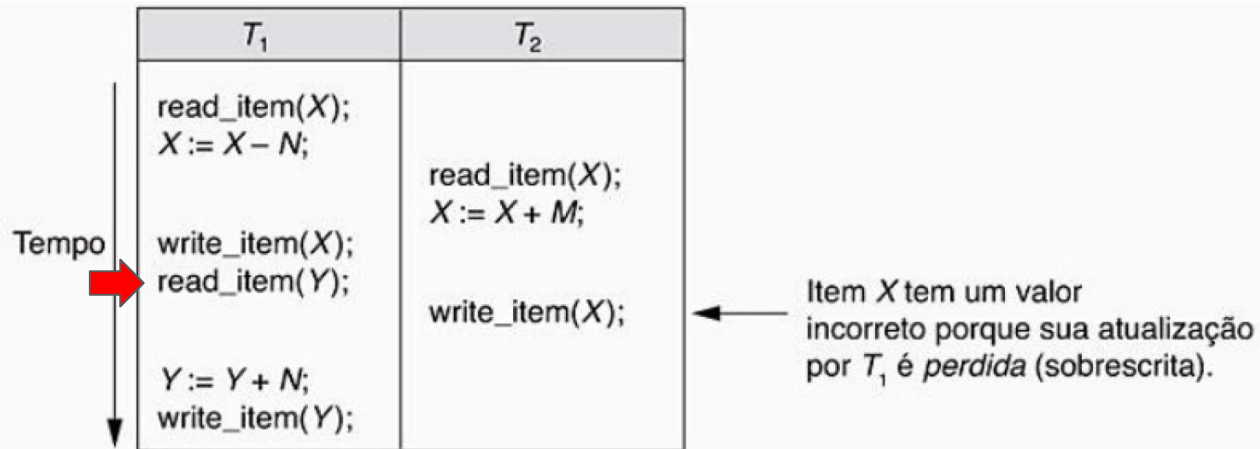 T₁ T₂
read_item(X);
X := X – N;
read_item(X);
X := X + M;
Tempo
write_item(X);
read_item(Y);
write_item(X);
Item X tem um valor
incorreto porque sua atualização
por T₁ é perdida (sobrescrita).
Y := Y + N;
write_item(Y);